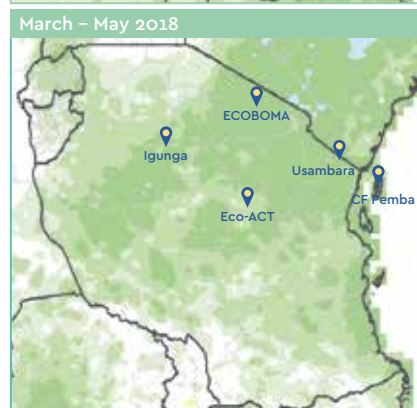 March – May 2018
ECOBOMA
Igunga
Usambara
CF Pemba
Eco-ACT